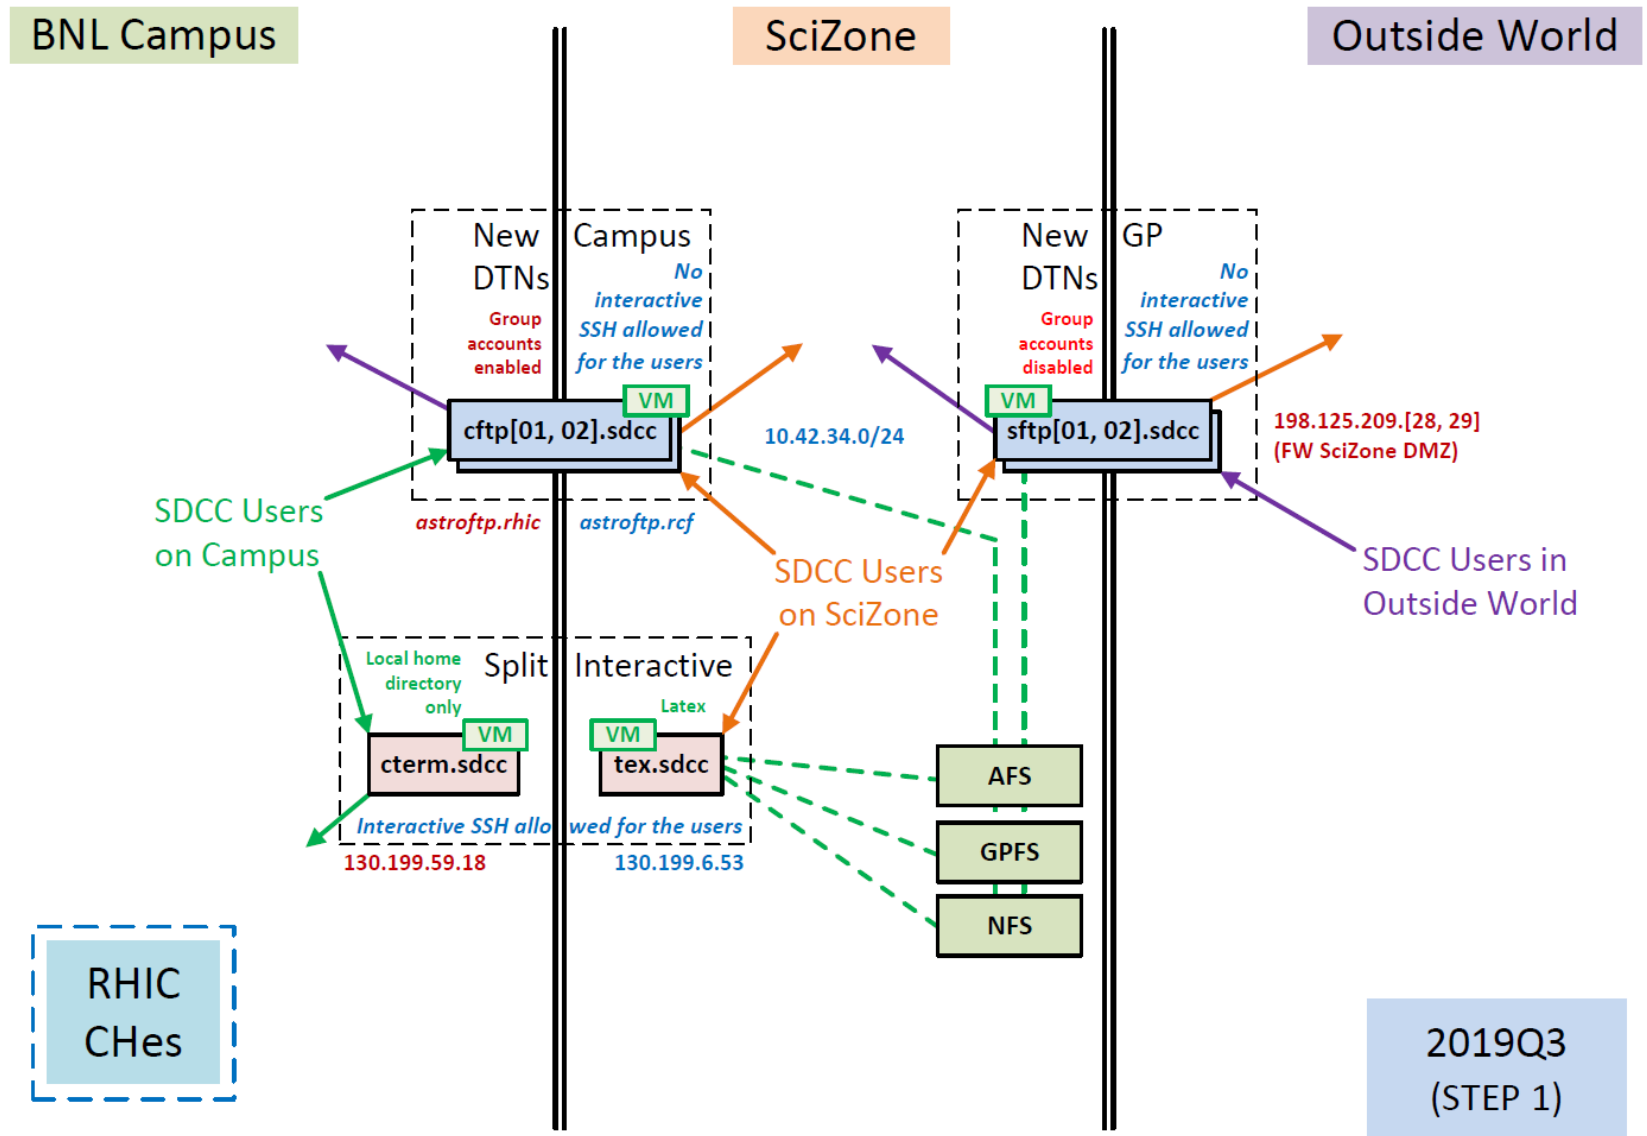 BNL Campus
SciZone
Outside World
New Campus
DTNs
No
interactive
SSH allowed
for the users
Group
accounts
enabled
VM
cftp[01, 02].sdcc
astroftp.rhic
astroftp.rcf
10.42.34.0/24
New GP
DTNs
No
interactive
SSH allowed
for the users
Group
accounts
disabled
VM
sftp[01, 02].sdcc
198.125.209.[28, 29]
(FW SciZone DMZ)
SDCC Users
on Campus
SDCC Users
on SciZone
SDCC Users in
Outside World
Split Interactive
Local home
directory
only
Latex
VM
cterm.sdcc
VM
tex.sdcc
Interactive SSH allowed for the users
130.199.59.18
130.199.6.53
AFS
GPFS
NFS
RHIC
CHes
2019Q3
(STEP 1)